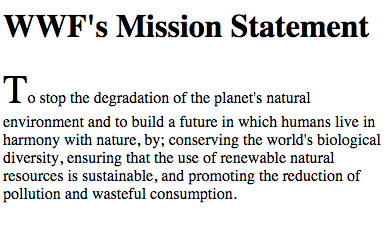 WWF's Mission Statement
To stop the degradation of the planet's natural
environment and to build a future in which humans live in
harmony with nature, by; conserving the world's biological
diversity, ensuring that the use of renewable natural
resources is sustainable, and promoting the reduction of
pollution and wasteful consumption.